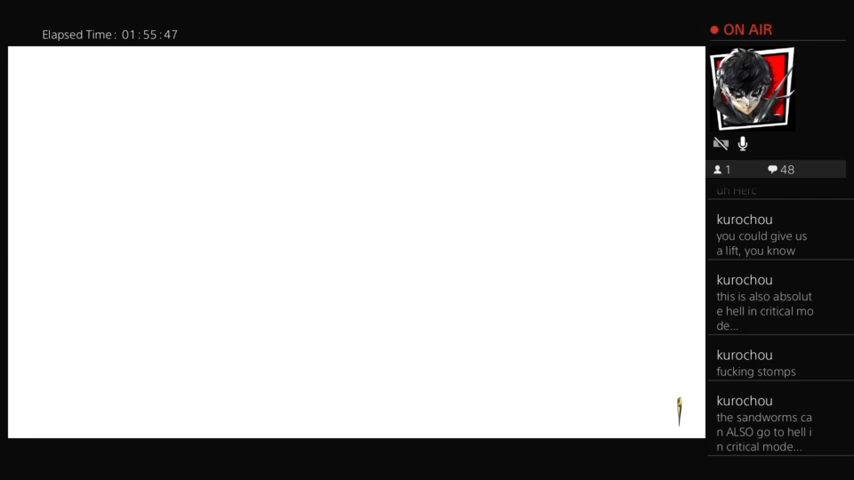 Elapsed Time: 01:55:47
ON AIR
1
48
uh Herc
kurochou
you could give us
a lift, you know
kurochou
this is also absolut
e hell in critical mo
de...
kurochou
fucking stomps
kurochou
the sandworms ca
n ALSO go to hell i
n critical mode...